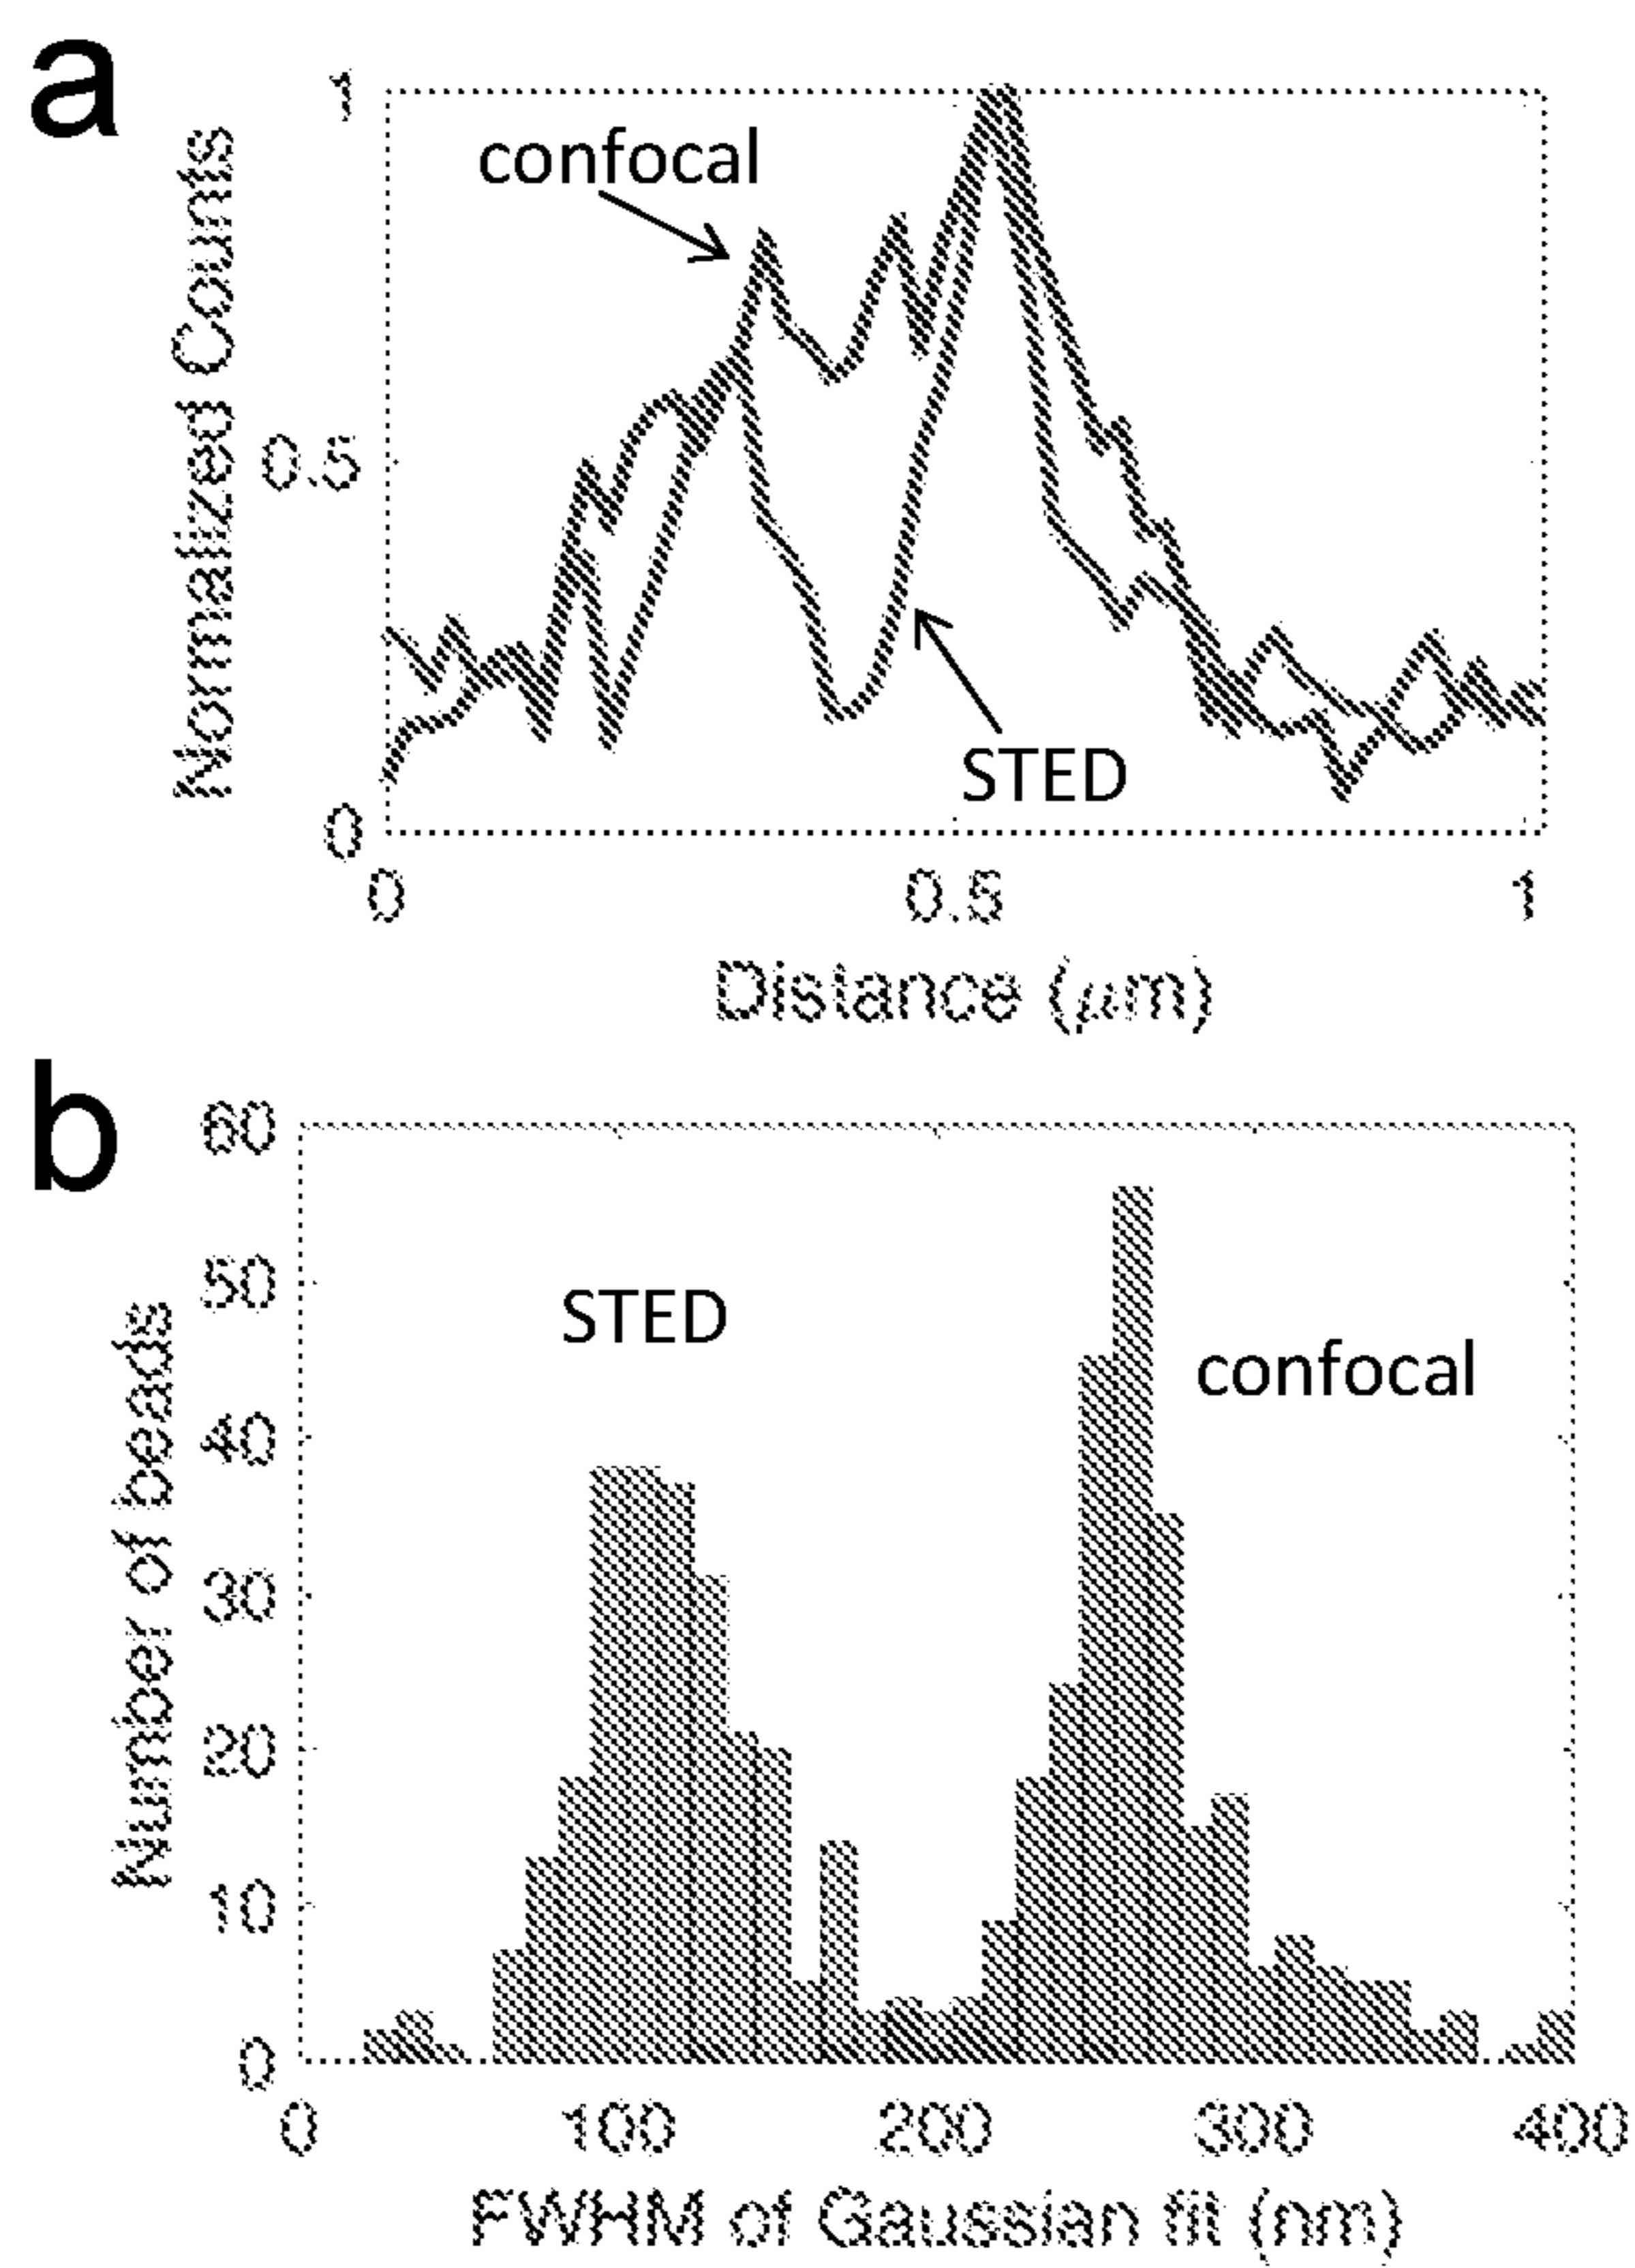 a
1
confocal
Normalized Counts
0.5
STED
0
0 0.5 1
Distance (μm)
b
60
50
STED
confocal
Number of beads
40
30
20
10
0
0 100 200 300 400
FWHM of Gaussian fit (nm)